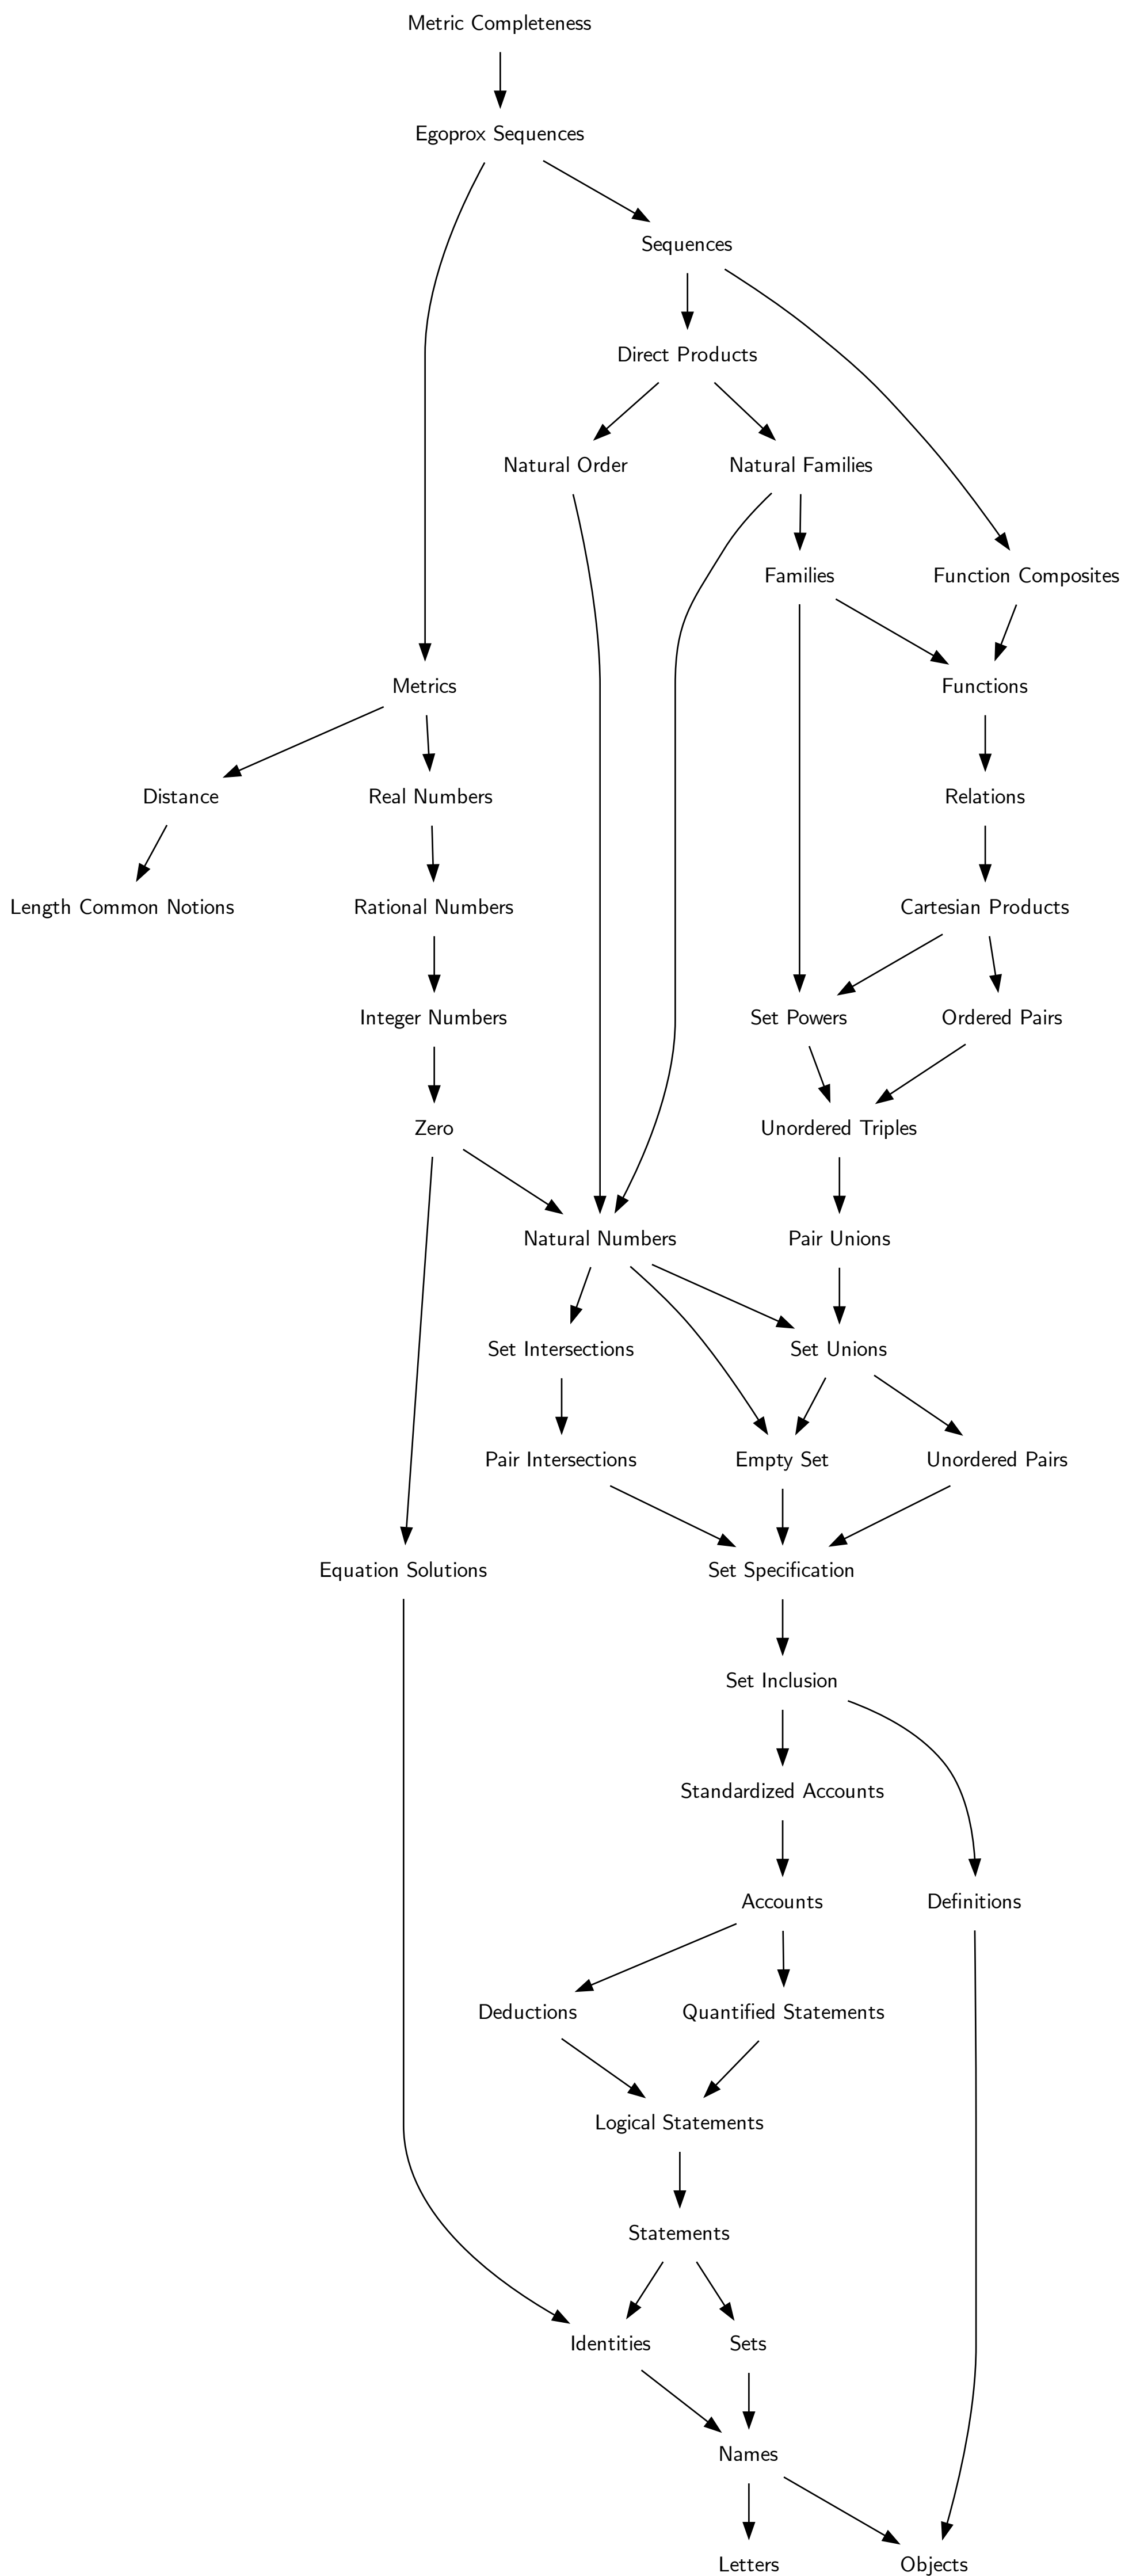 Metric Completeness
Egoprox Sequences
Sequences
Direct Products
Natural Order
Natural Families
Families
Function Composites
Metrics
Functions
Distance
Real Numbers
Relations
Length Common Notions
Rational Numbers
Cartesian Products
Integer Numbers
Set Powers
Ordered Pairs
Zero
Unordered Triples
Natural Numbers
Pair Unions
Set Intersections
Set Unions
Pair Intersections
Empty Set
Unordered Pairs
Equation Solutions
Set Specification
Set Inclusion
Standardized Accounts
Accounts
Definitions
Deductions
Quantified Statements
Logical Statements
Statements
Identities
Sets
Names
Letters
Objects